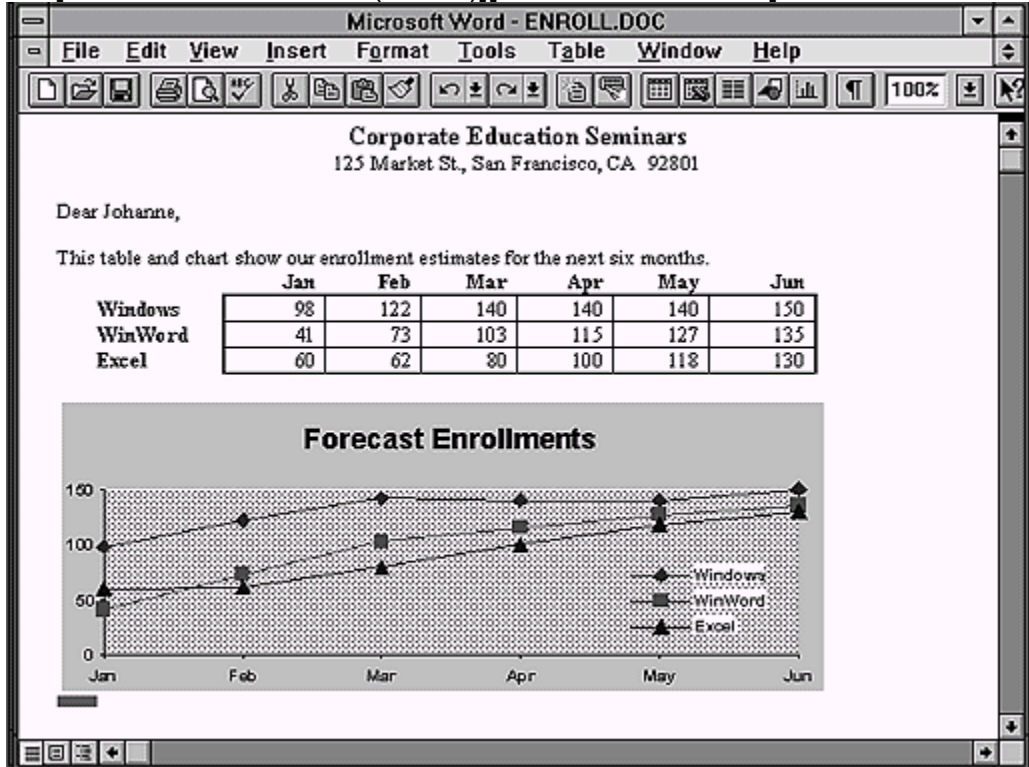 Microsoft Word - ENROLL.DOC
File Edit View Insert Format Tools Table Window Help
ABC
¶ 100%
Corporate Education Seminars
125 Market St., San Francisco, CA 92801
Dear Johanne,
This table and chart show our enrollment estimates for the next six months.
Jan Feb Mar Apr May Jun
Windows 98 122 140 140 140 150
WinWord 41 73 103 115 127 135
Excel 60 62 80 100 118 130
Forecast Enrollments
150
100
50
0
Windows
WinWord
Excel
Jan Feb Mar Apr May Jun